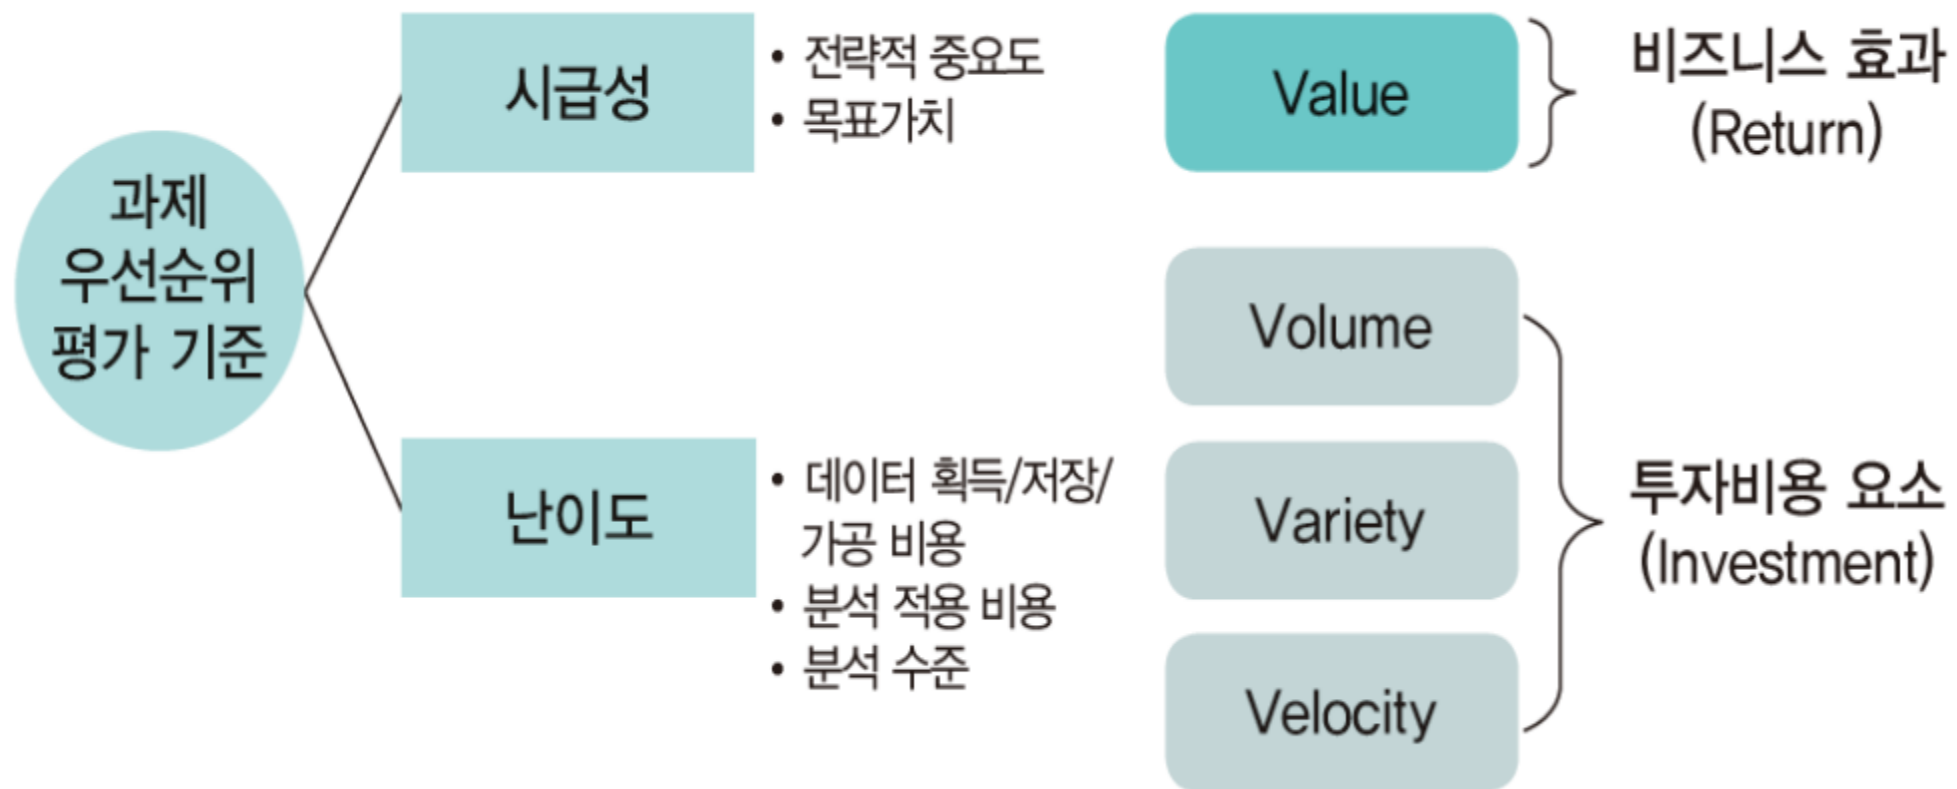 과제
우선순위
평가 기준
시급성
• 전략적 중요도
• 목표가치
Value
비즈니스 효과
(Return)
난이도
• 데이터 획득/저장/
가공 비용
• 분석 적용 비용
• 분석 수준
Volume
Variety
Velocity
투자비용 요소
(Investment)